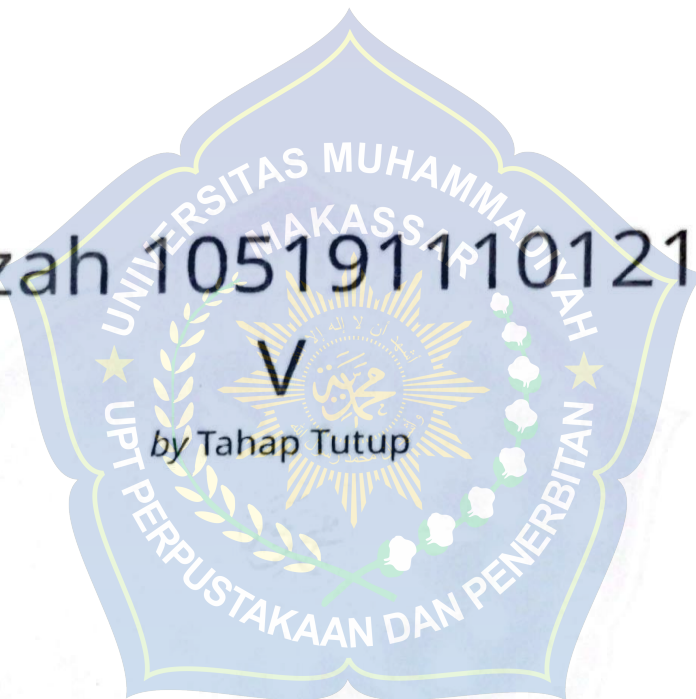 UNIVERSITAS MUHAMMADIYAH
MAKASSAR
zah 105191110121
V
by Tahap Tutup
UPT PERPUSTAKAAN DAN PENERBITAN